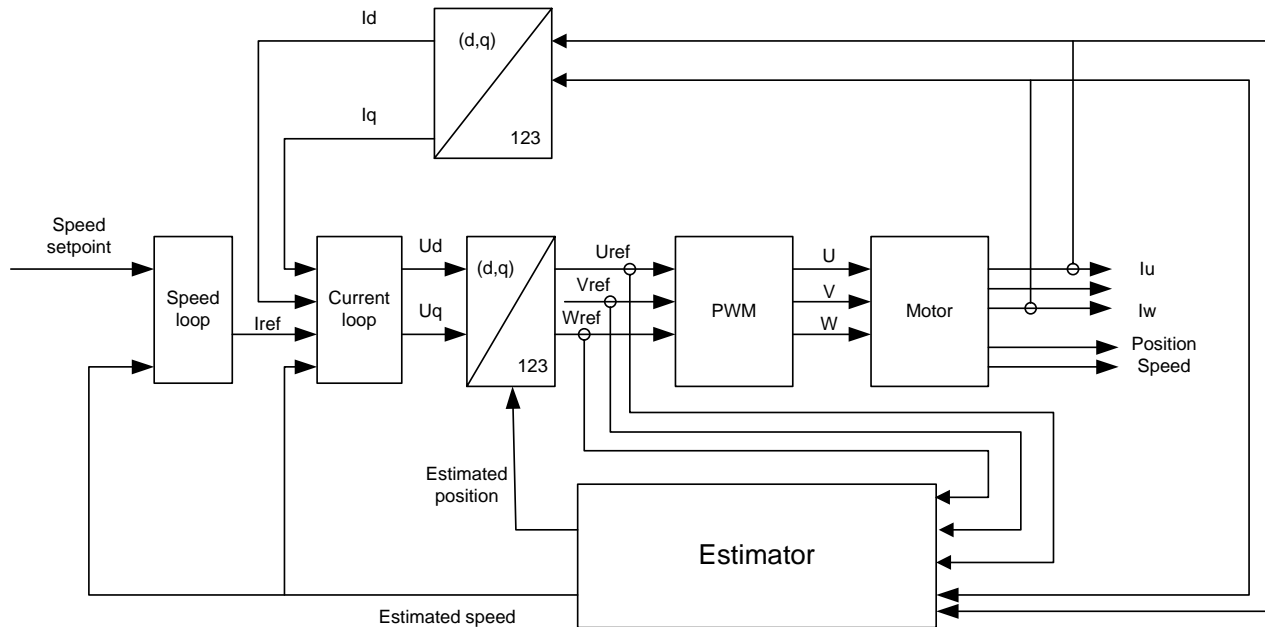 Id
(d,q)
Iq
123
Speed
setpoint
Speed
loop
Iref
Current
loop
Ud
Uq
(d,q)
123
Uref
Vref
Wref
PWM
U
V
W
Motor
Iu
Iw
Position
Speed
Estimated
position
Estimator
Estimated speed